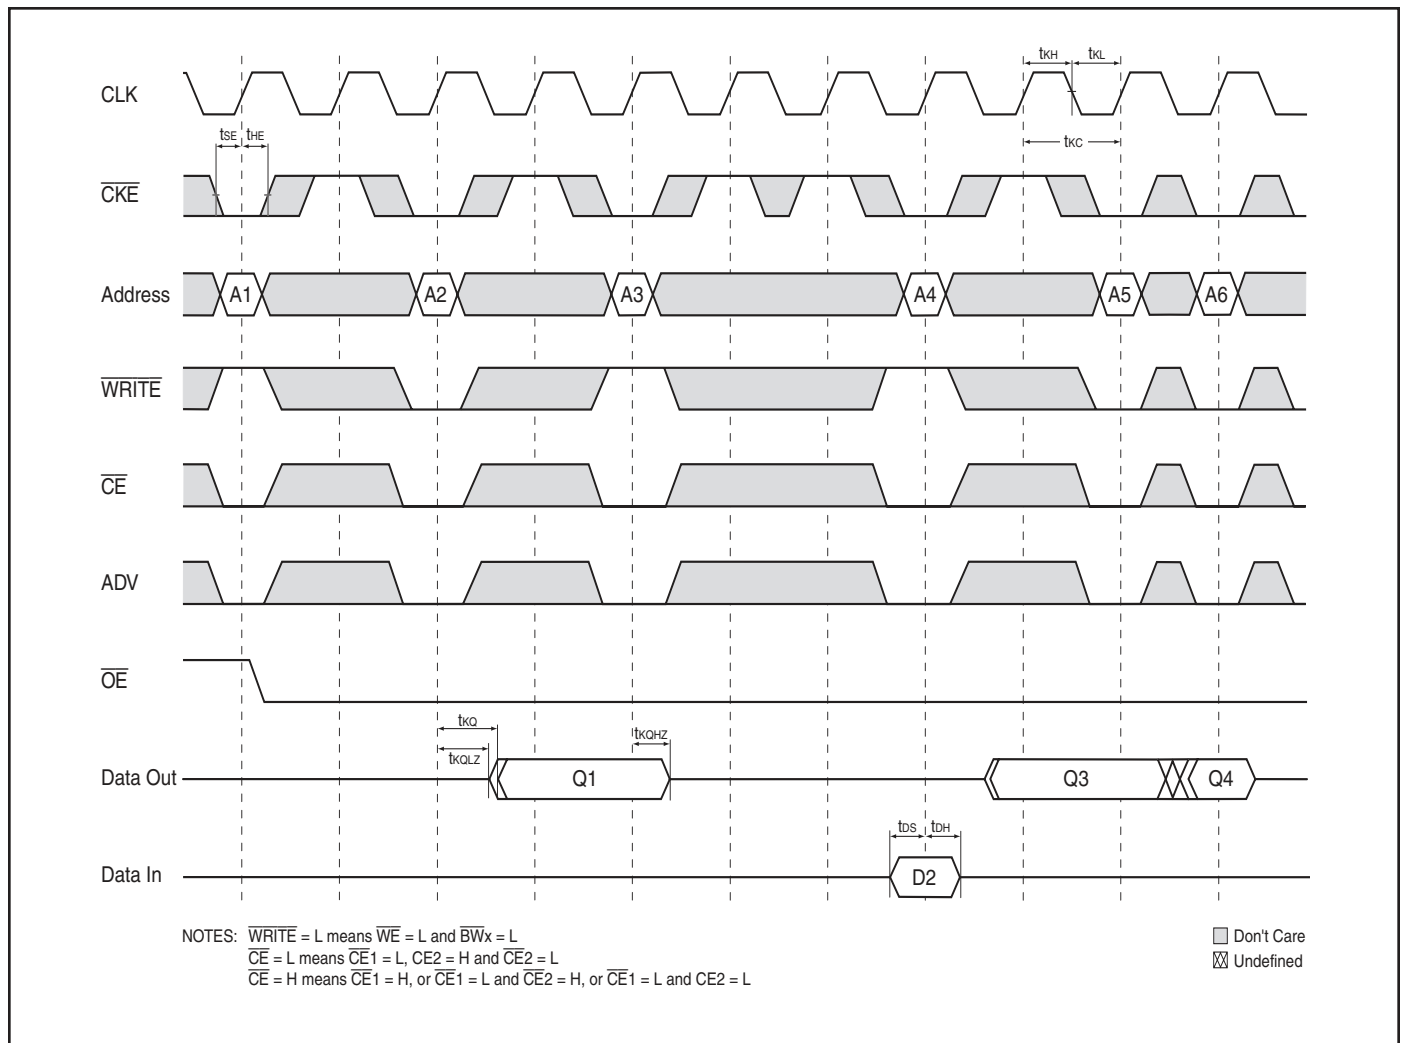 tKH tKL
CLK
tSE tHE
tKC
CKE
Address A1 A2 A3 A4 A5 A6
WRITE
CE
ADV
OE
tKQ
tKQHZ
tKQLZ
Data Out Q1 Q3 Q4
tDS tDH
Data In D2
NOTES: WRITE = L means WE = L and BWx = L
CE = L means CE1 = L, CE2 = H and CE2 = L
CE = H means CE1 = H, or CE1 = L and CE2 = H, or CE1 = L and CE2 = L
Don't Care
Undefined